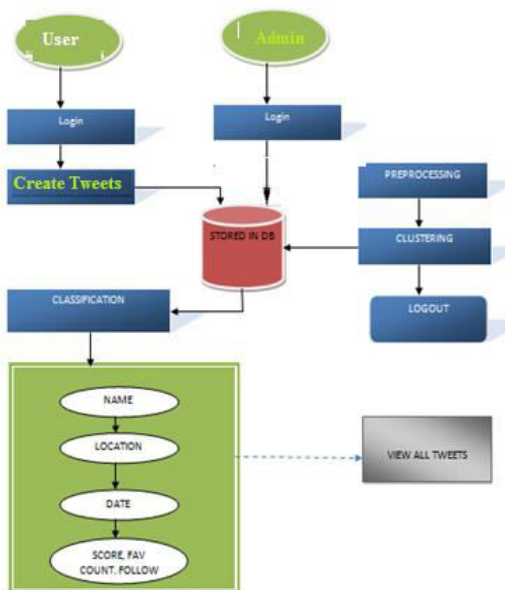 User
Admin
Login
Login
Create Tweets
PREPROCESSING
STORED IN DB
CLUSTERING
CLASSIFICATION
LOGOUT
NAME
LOCATION
VIEW ALL TWEETS
DATE
SCORE, FAV
COUNT. FOLLOW